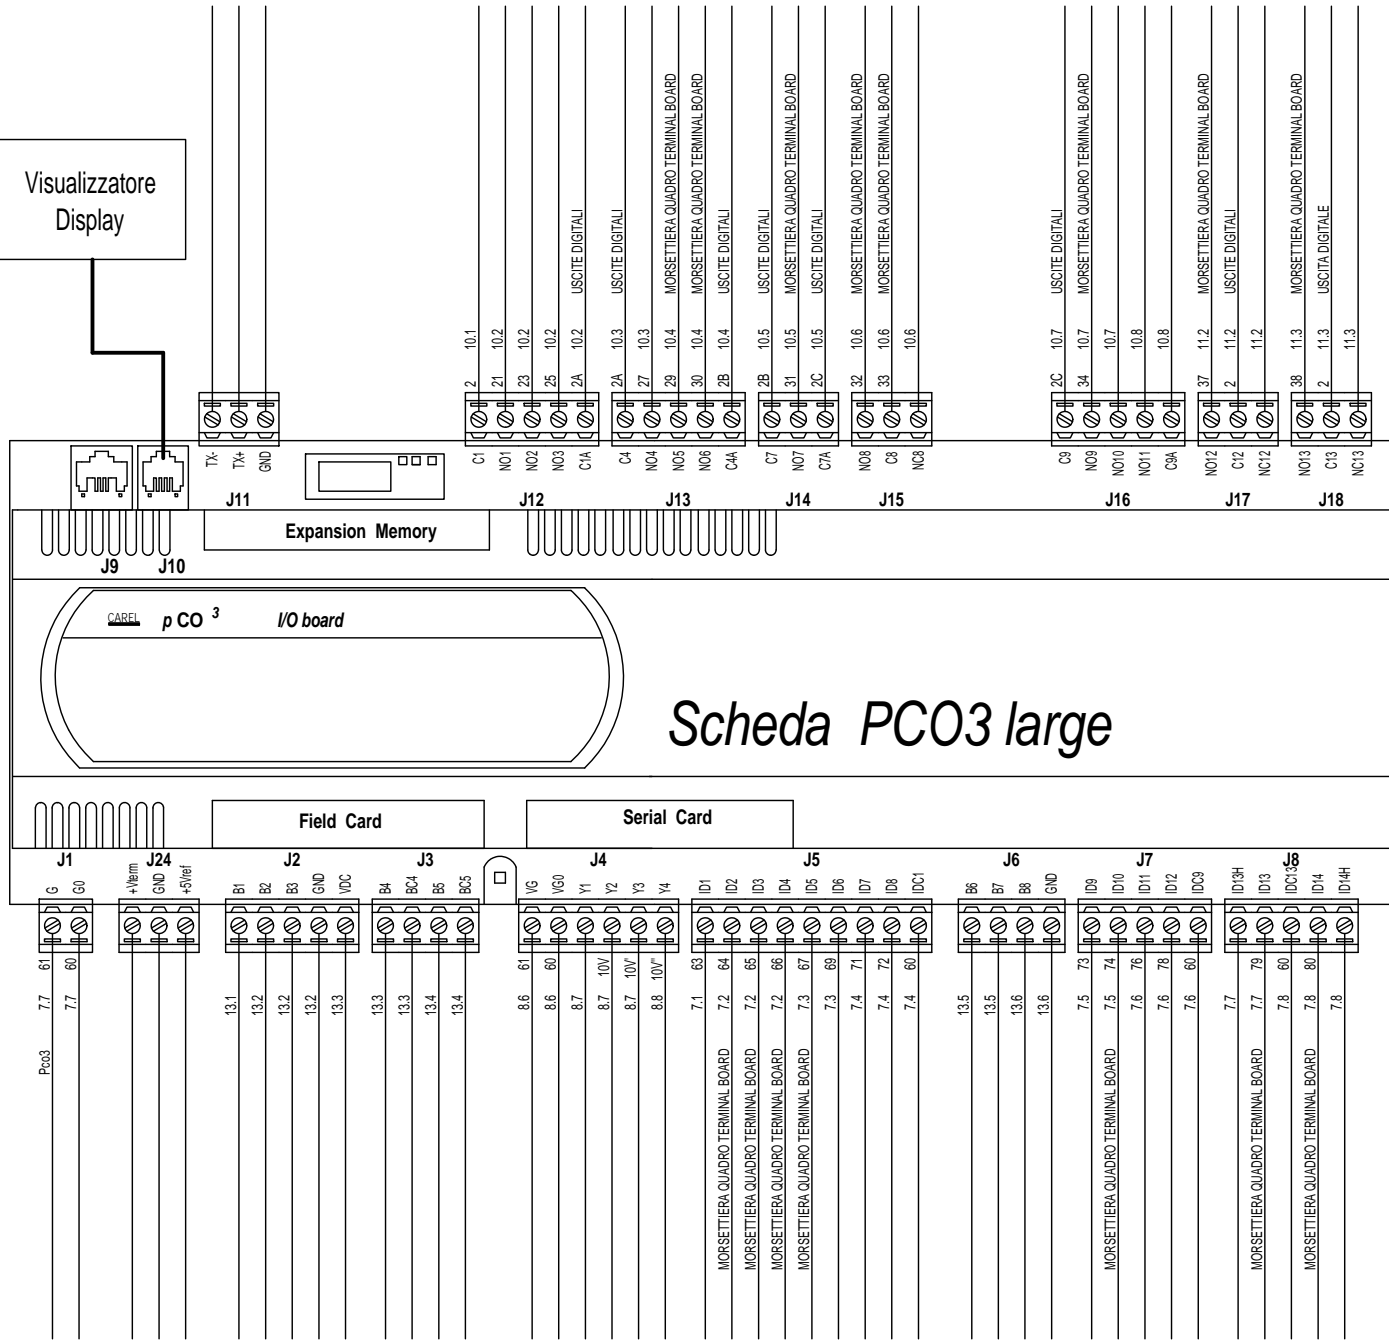 Visualizzatore
Display
USCITE DIGITALI
USCITE DIGITALI
MORSETTIERA QUADRO TERMINAL BOARD
MORSETTIERA QUADRO TERMINAL BOARD
USCITE DIGITALI
USCITE DIGITALI
MORSETTIERA QUADRO TERMINAL BOARD
USCITE DIGITALI
MORSETTIERA QUADRO TERMINAL BOARD
MORSETTIERA QUADRO TERMINAL BOARD
USCITE DIGITALI
MORSETTIERA QUADRO TERMINAL BOARD
MORSETTIERA QUADRO TERMINAL BOARD
USCITE DIGITALI
MORSETTIERA QUADRO TERMINAL BOARD
USCITA DIGITALE
10.1 10.2 10.2 10.2 10.2 10.3 10.3 10.4 10.4 10.4 10.5 10.5 10.5 10.6 10.6 10.6 10.7 10.7 10.7 10.8 10.8 11.2 11.2 11.2 11.3 11.3 11.3
2 21 23 25 2A 2A 27 29 30 2B 2B 31 2C 32 33 2C 34 37 2 38 2
TX- TX+ GND C1 NO1 NO2 NO3 C1A C4 NO4 NO5 NO6 C4A C7 NO7 C7A NO8 C8 NC8 C9 NO9 NO10 NO11 C9A NO12 C12 NC12 NO13 C13 NC13
J11 J12 J13 J14 J15 J16 J17 J18
Expansion Memory
J9 J10
CAREL pCO 3 I/O board
Scheda PCO3 large
Field Card Serial Card
J1 J24 J2 J3 J4 J5 J6 J7 J8
G G0 +Vterm GND +5Vref B1 B2 B3 GND VDC B4 BC4 B5 BC5 VG VG0 Y1 Y2 Y3 Y4 ID1 ID2 ID3 ID4 ID5 ID6 ID7 ID8 IDC1 B6 B7 B8 GND ID9 ID10 ID11 ID12 IDC9 ID13H ID13 IDC13 ID14 ID14H
61 60 61 60 10V 10V' 10V'' 63 64 65 66 67 69 71 72 60 73 74 76 78 60 79 60 80
7.7 7.7 13.1 13.2 13.2 13.2 13.3 13.3 13.3 13.4 13.4 8.6 8.6 8.7 8.7 8.7 8.8 7.1 7.2 7.2 7.2 7.3 7.3 7.4 7.4 7.4 13.5 13.5 13.6 13.6 7.5 7.5 7.6 7.6 7.6 7.7 7.7 7.8 7.8 7.8
Pco3
MORSETTIERA QUADRO TERMINAL BOARD
MORSETTIERA QUADRO TERMINAL BOARD
MORSETTIERA QUADRO TERMINAL BOARD
MORSETTIERA QUADRO TERMINAL BOARD
MORSETTIERA QUADRO TERMINAL BOARD
MORSETTIERA QUADRO TERMINAL BOARD
MORSETTIERA QUADRO TERMINAL BOARD